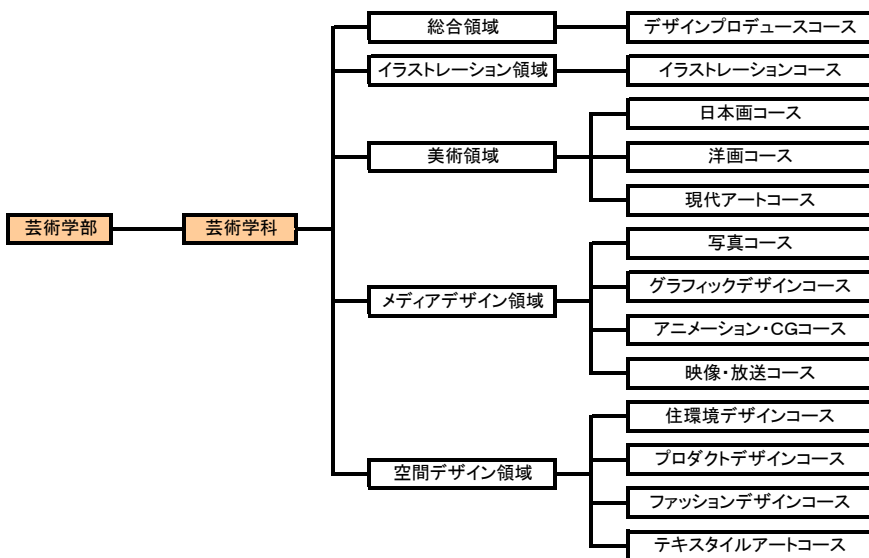 芸術学部
芸術学科
総合領域
デザインプロデュースコース
イラストレーション領域
イラストレーションコース
美術領域
日本画コース
洋画コース
現代アートコース
メディアデザイン領域
写真コース
グラフィックデザインコース
アニメーション・CGコース
映像・放送コース
空間デザイン領域
住環境デザインコース
プロダクトデザインコース
ファッションデザインコース
テキスタイルアートコース